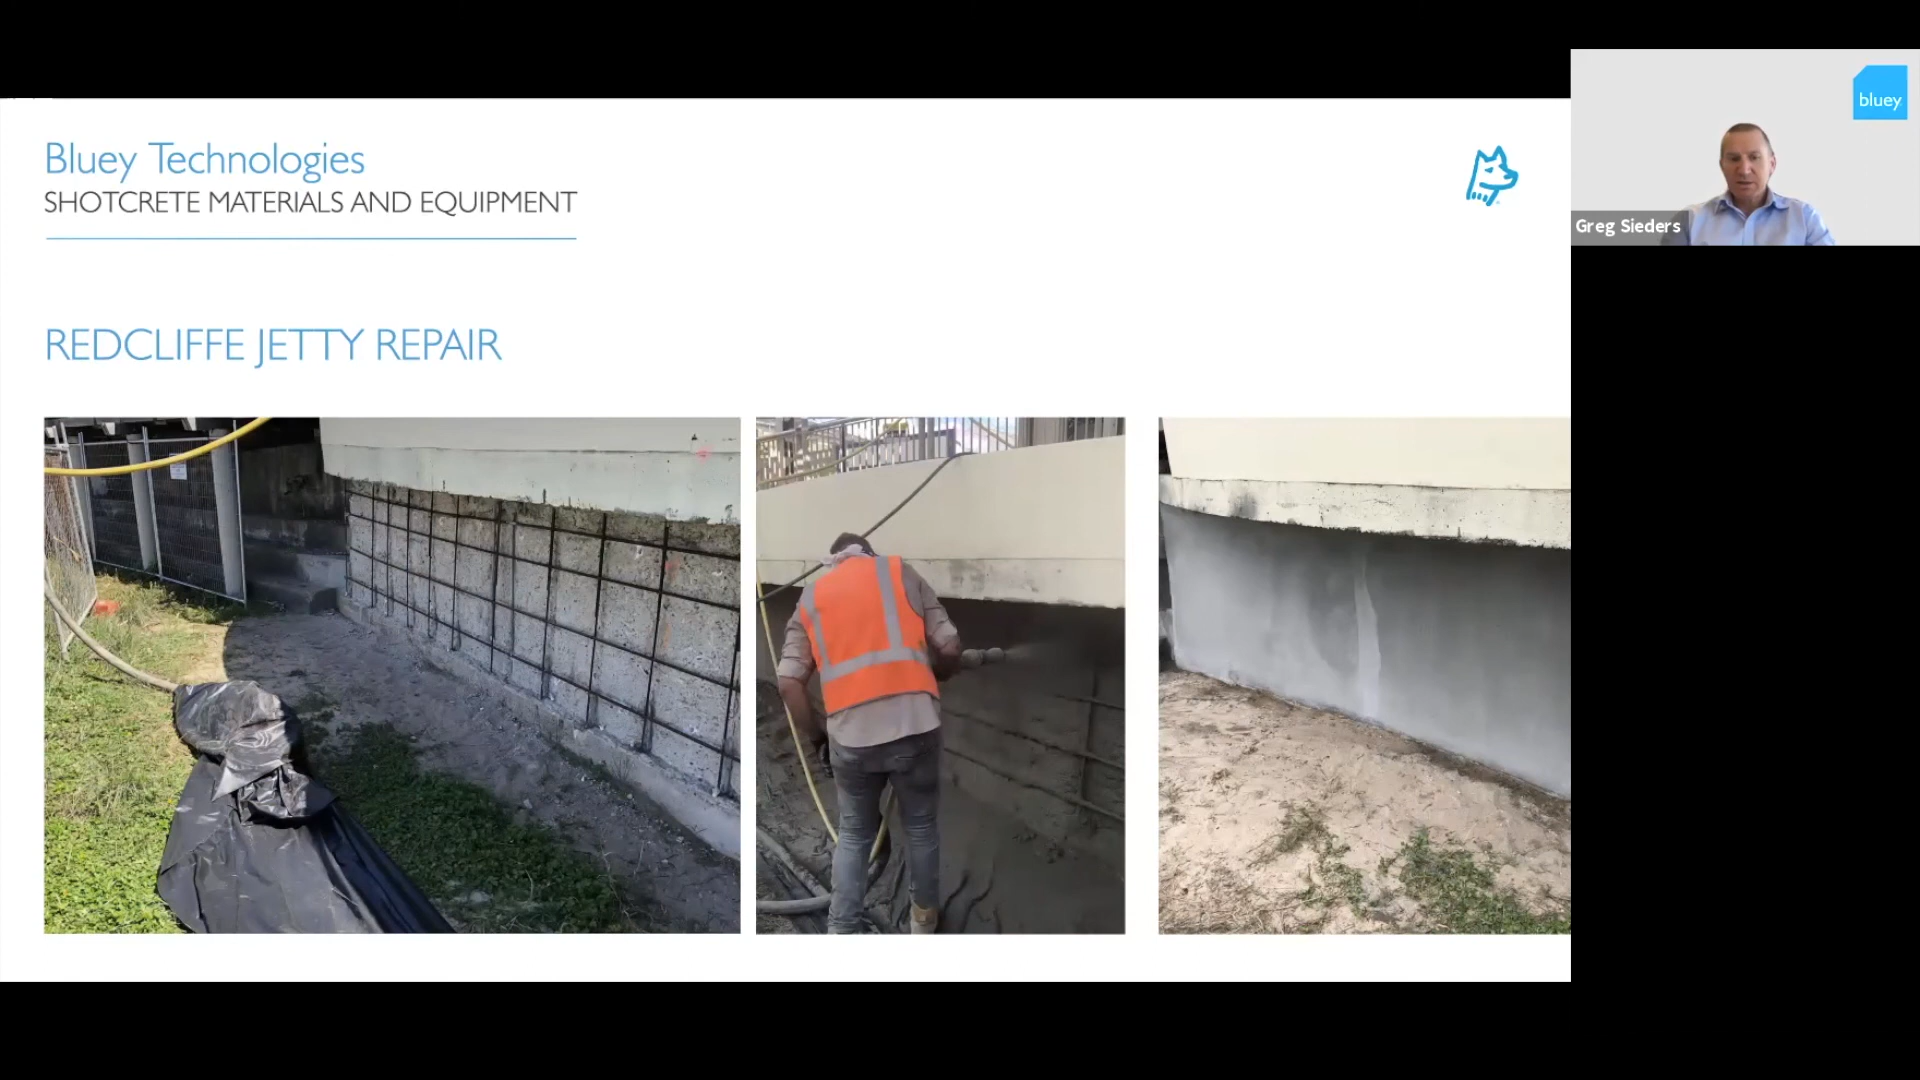 Bluey Technologies
SHOTCRETE MATERIALS AND EQUIPMENT
REDCLIFFE JETTY REPAIR
bluey
Greg Sieders